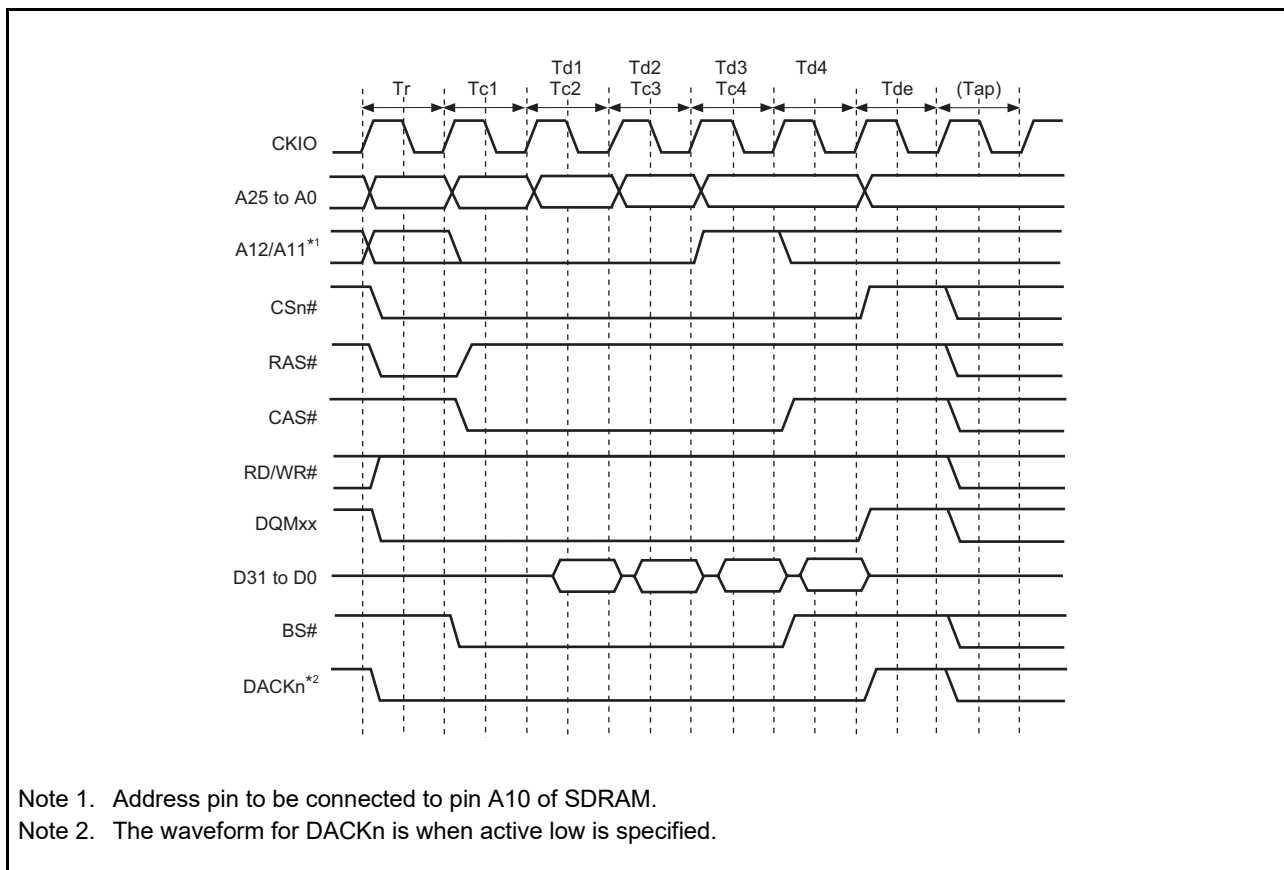 Td1 Td2 Td3 Td4
Tr Tc1 Tc2 Tc3 Tc4 Tde (Tap)
CKIO
A25 to A0
A12/A11*1
CSn#
RAS#
CAS#
RD/WR#
DQMxx
D31 to D0
BS#
DACKn*2
Note 1. Address pin to be connected to pin A10 of SDRAM.
Note 2. The waveform for DACKn is when active low is specified.